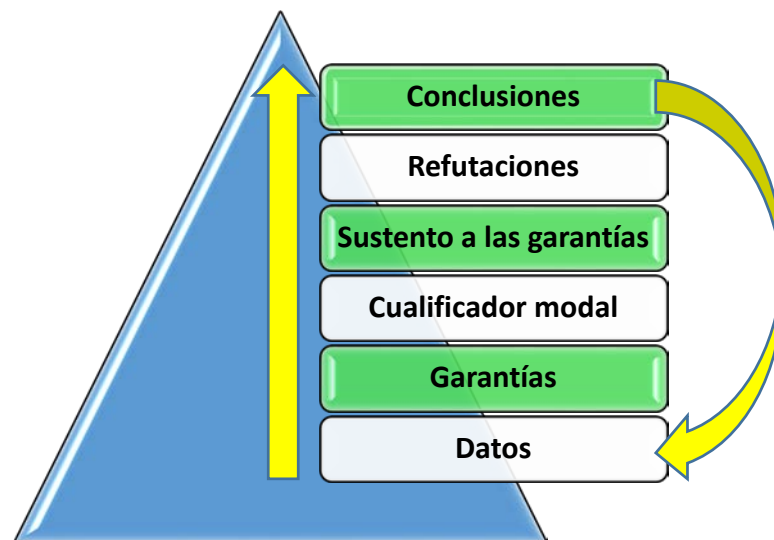 Conclusiones
Refutaciones
Sustento a las garantías
Cualificador modal
Garantías
Datos